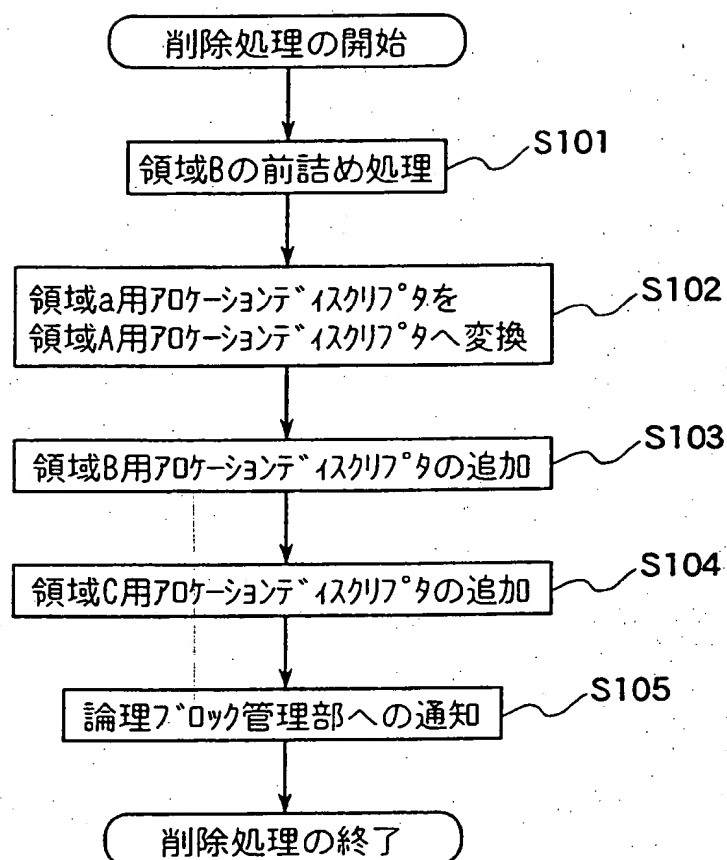 削除処理の開始
領域Bの前詰め処理
S101
領域a用ｱﾛｹｰｼｮﾝﾃﾞｨｽｸﾘﾌﾟﾀを
領域A用ｱﾛｹｰｼｮﾝﾃﾞｨｽｸﾘﾌﾟﾀへ変換
S102
領域B用ｱﾛｹｰｼｮﾝﾃﾞｨｽｸﾘﾌﾟﾀの追加
S103
領域C用ｱﾛｹｰｼｮﾝﾃﾞｨｽｸﾘﾌﾟﾀの追加
S104
論理ﾌﾞﾛｯｸ管理部への通知
S105
削除処理の終了